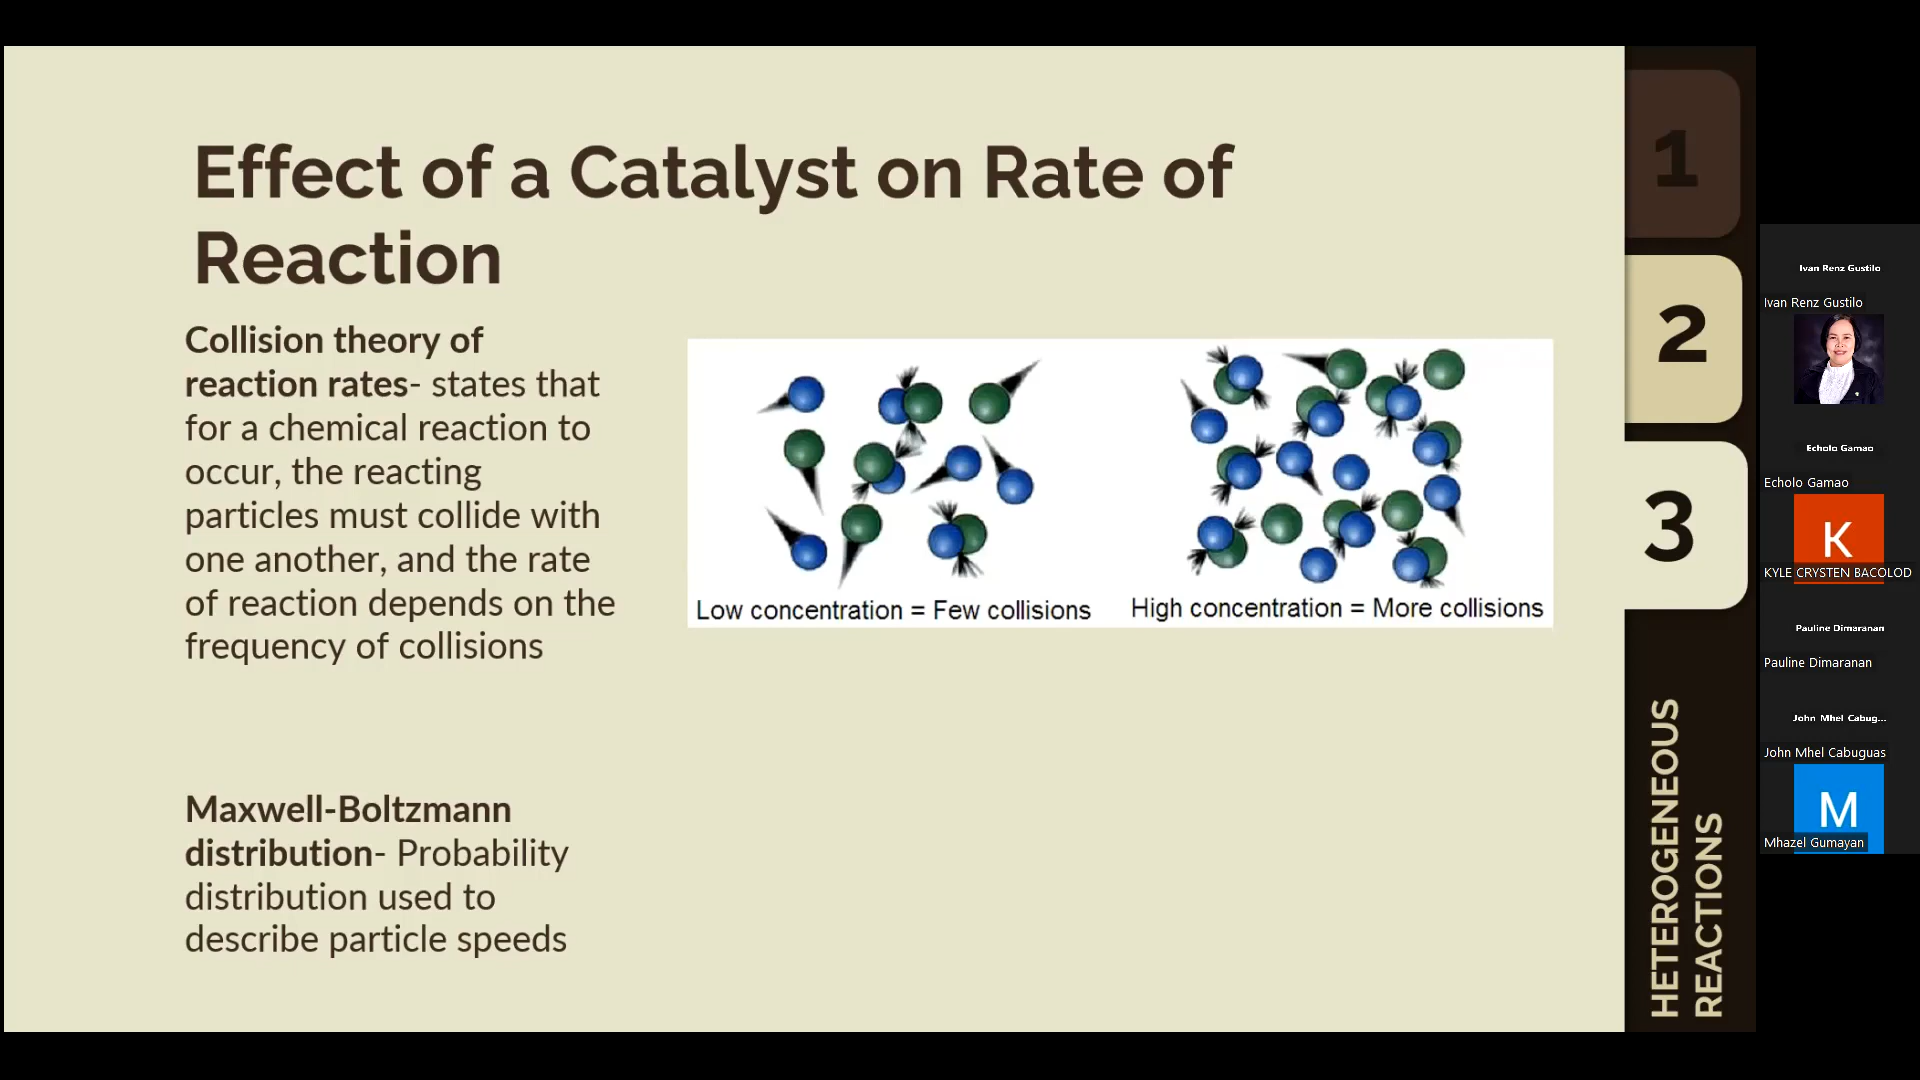 Effect of a Catalyst on Rate of
Reaction
Collision theory of
reaction rates- states that
for a chemical reaction to
occur, the reacting
particles must collide with
one another, and the rate
of reaction depends on the
frequency of collisions
Low concentration = Few collisions
High concentration = More collisions
Maxwell-Boltzmann
distribution- Probability
distribution used to
describe particle speeds
1
2
3
HETEROGENEOUS
REACTIONS
Ivan Renz Gustilo
Ivan Renz Gustilo
Echolo Gamao
Echolo Gamao
K
KYLE CRYSTEN BACOLOD
Pauline Dimaranan
Pauline Dimaranan
John Mhel Cabug...
John Mhel Cabuguas
M
Mhazel Gumayan